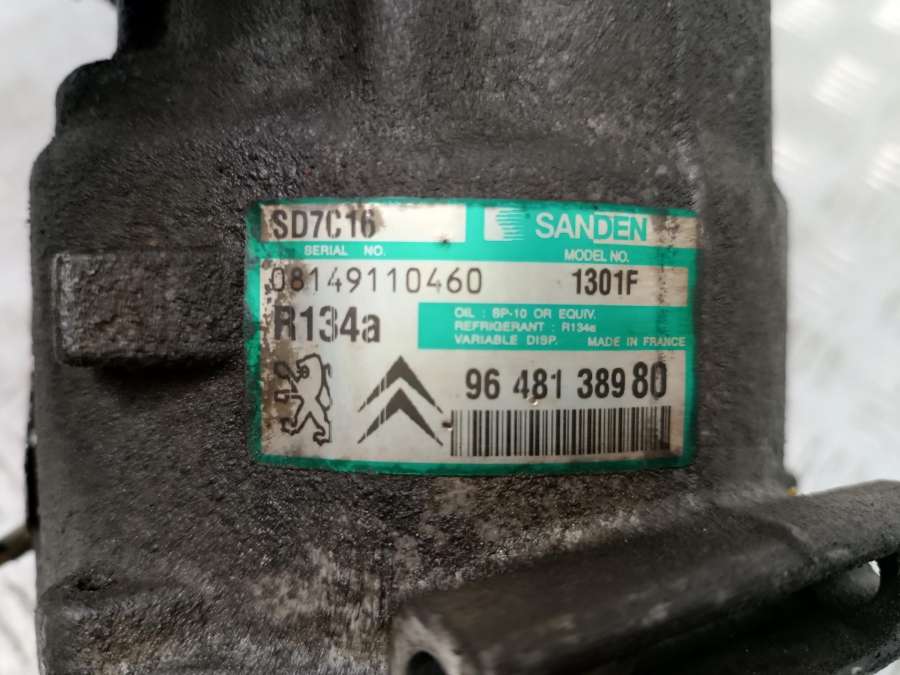 SD7C16 SANDEN
SERIAL NO. MODEL NO.
08149110460 1301F
R134a
OIL : SP-10 OR EQUIV.
REFRIGERANT : R134a
VARIABLE DISP. MADE IN FRANCE
96 481 389 80